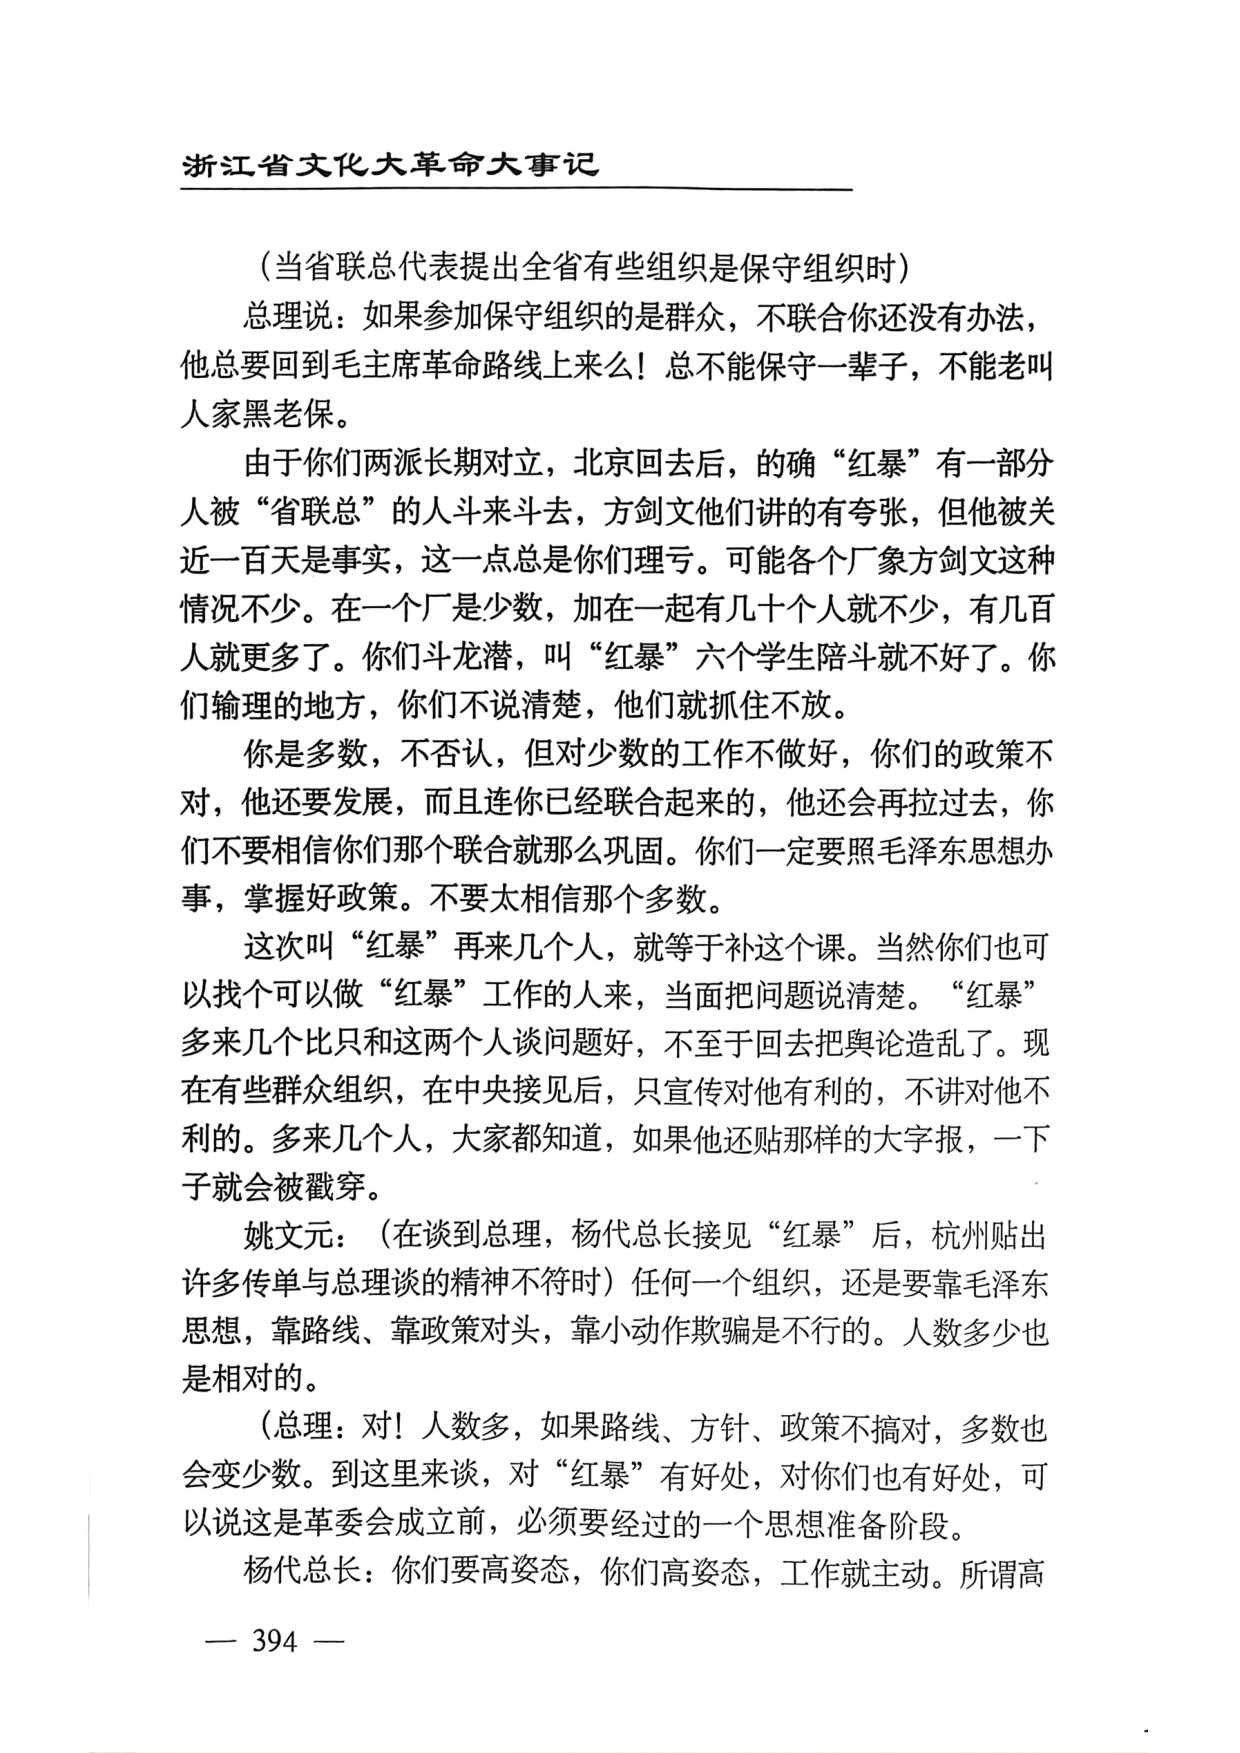 浙江省文化大革命大事记
（当省联总代表提出全省有些组织是保守组织时）
总理说：如果参加保守组织的是群众，不联合你还没有办法，
他总要回到毛主席革命路线上来么！总不能保守一辈子，不能老叫
人家黑老保。
由于你们两派长期对立，北京回去后，的确“红暴”有一部分
人被“省联总”的人斗来斗去，方剑文他们讲的有夸张，但他被关
近一百天是事实，这一点总是你们理亏。可能各个厂象方剑文这种
情况不少。在一个厂是少数，加在一起有几十个人就不少，有几百
人就更多了。你们斗龙潜，叫“红暴”六个学生陪斗就不好了。你
们输理的地方，你们不说清楚，他们就抓住不放。
你是多数，不否认，但对少数的工作不做好，你们的政策不
对，他还要发展，而且连你已经联合起来的，他还会再拉过去，你
们不要相信你们那个联合就那么巩固。你们一定要照毛泽东思想办
事，掌握好政策。不要太相信那个多数。
这次叫“红暴”再来几个人，就等于补这个课。当然你们也可
以找个可以做“红暴”工作的人来，当面把问题说清楚。“红暴”
多来几个比只和这两个人谈问题好，不至于回去把舆论造乱了。现
在有些群众组织，在中央接见后，只宣传对他有利的，不讲对他不
利的。多来几个人，大家都知道，如果他还贴那样的大字报，一下
子就会被戳穿。
姚文元：（在谈到总理，杨代总长接见“红暴”后，杭州贴出
许多传单与总理谈的精神不符时）任何一个组织，还是要靠毛泽东
思想，靠路线、靠政策对头，靠小动作欺骗是不行的。人数多少也
是相对的。
（总理：对！人数多，如果路线、方针、政策不搞对，多数也
会变少数。到这里来谈，对“红暴”有好处，对你们也有好处，可
以说这是革委会成立前，必须要经过的一个思想准备阶段。
杨代总长：你们要高姿态，你们高姿态，工作就主动。所谓高
— 394 —